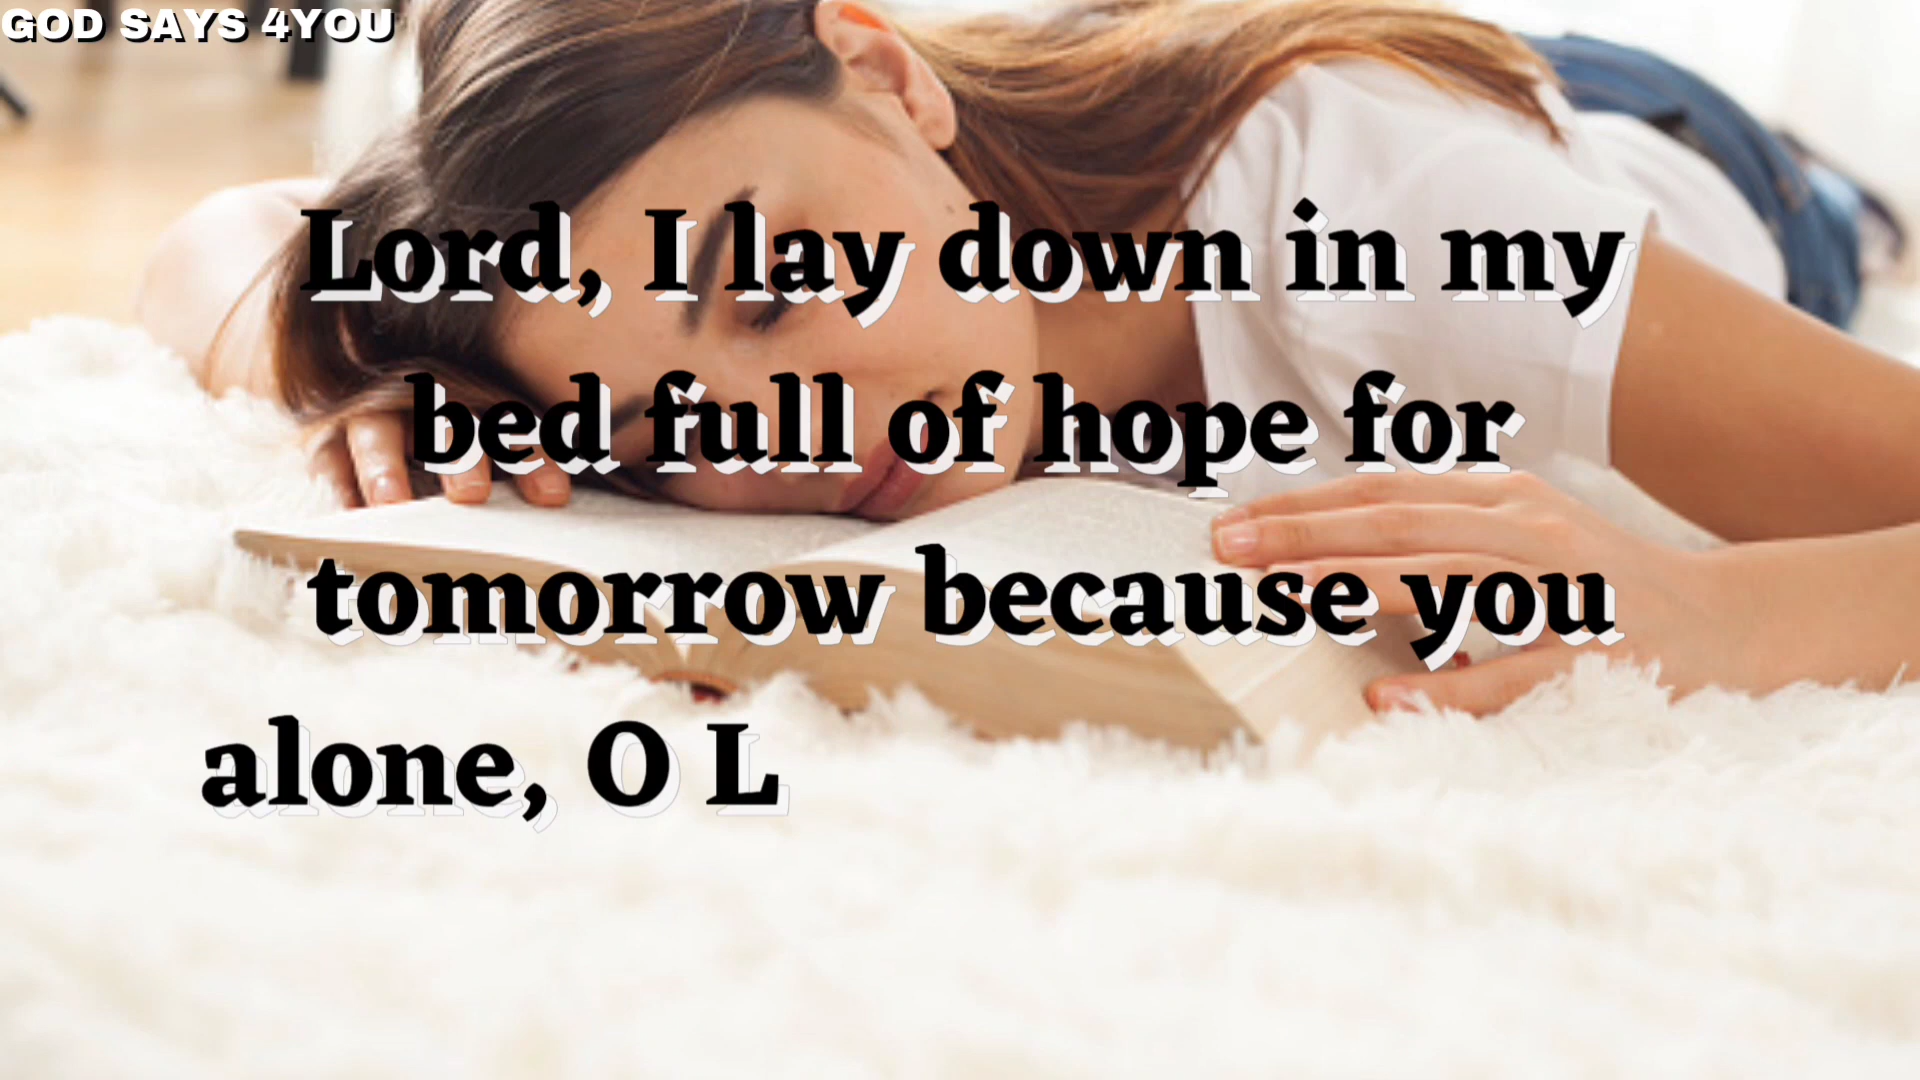 GOD SAYS 4YOU
Lord, I lay down in my
bed full of hope for
tomorrow because you
alone, O L